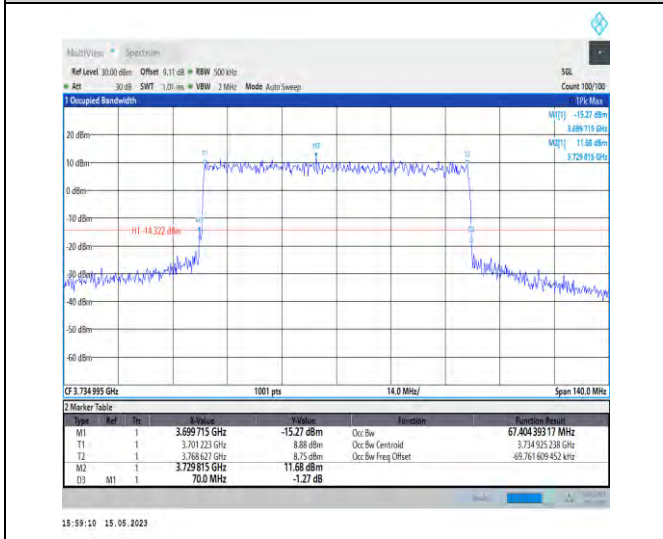 MultiView Spectrum
Ref Level 30.00 dBm Offset 9.11 dB RBW 500 kHz SGL
Att 30 dB SWT 1.01 ms VBW 2 MHz Mode Auto Sweep Count 100/100
1 Occupied Bandwidth 1Pk Max
M1[1] -15.27 dBm
3.699 715 GHz
M2[1] 11.68 dBm
3.729 815 GHz
20 dBm
T1 M2 T2
10 dBm
0 dBm
-10 dBm
M1 D3
H1 -14.322 dBm
-20 dBm
-30 dBm
-40 dBm
-50 dBm
-60 dBm
CF 3.734 995 GHz 1001 pts 14.0 MHz/ Span 140.0 MHz
2 Marker Table
Type Ref Trc X-Value Y-Value Function Function Result
M1 1 3.699 715 GHz -15.27 dBm Occ Bw 67.404 393 17 MHz
T1 1 3.701 223 GHz 8.88 dBm Occ Bw Centroid 3.734 925 238 GHz
T2 1 3.768 627 GHz 8.75 dBm Occ Bw Freq Offset -69.761 609 452 kHz
M2 1 3.729 815 GHz 11.68 dBm
D3 M1 1 70.0 MHz -1.27 dB
15:59:10 15.05.2023